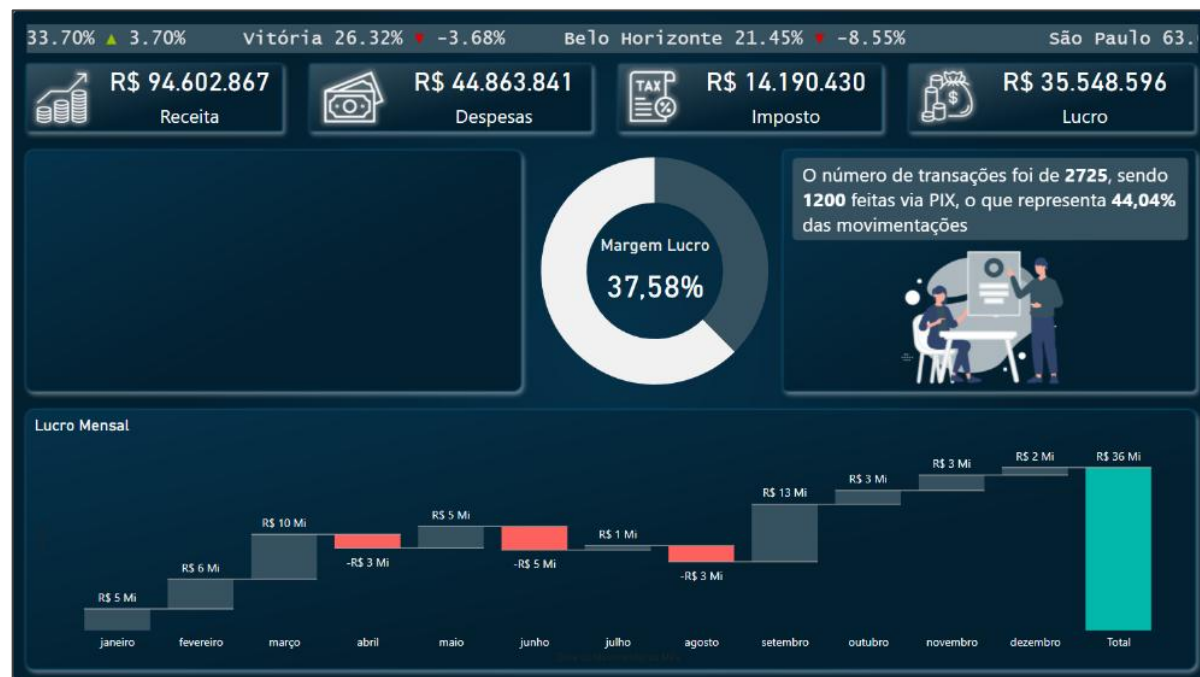 33.70% ▲ 3.70% Vitória 26.32% ▼ -3.68% Belo Horizonte 21.45% ▼ -8.55% São Paulo 63.
R$ 94.602.867
Receita
R$ 44.863.841
Despesas
TAX
R$ 14.190.430
Imposto
R$ 35.548.596
Lucro
Margem Lucro
37,58%
O número de transações foi de 2725, sendo
1200 feitas via PIX, o que representa 44,04%
das movimentações
Lucro Mensal
R$ 5 Mi
R$ 6 Mi
R$ 10 Mi
-R$ 3 Mi
R$ 5 Mi
-R$ 5 Mi
R$ 1 Mi
-R$ 3 Mi
R$ 13 Mi
R$ 3 Mi
R$ 3 Mi
R$ 2 Mi
R$ 36 Mi
janeiro fevereiro março abril maio junho julho agosto setembro outubro novembro dezembro Total